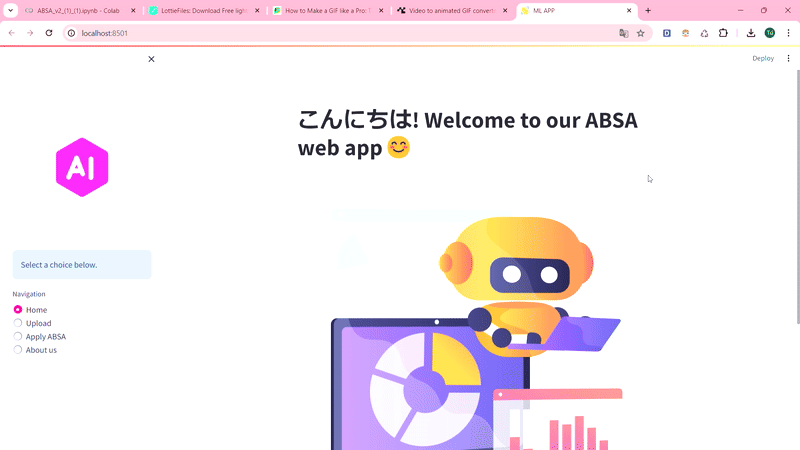 ABSA_v2_(1)_(1).ipynb - Colab
LottieFiles: Download Free ligh
How to Make a GIF like a Pro: T
Video to animated GIF converte
ML APP
localhost:8501
Td
Deploy
AI
Select a choice below.
Navigation
Home
Upload
Apply ABSA
About us
こんにちは! Welcome to our ABSA
web app 😊